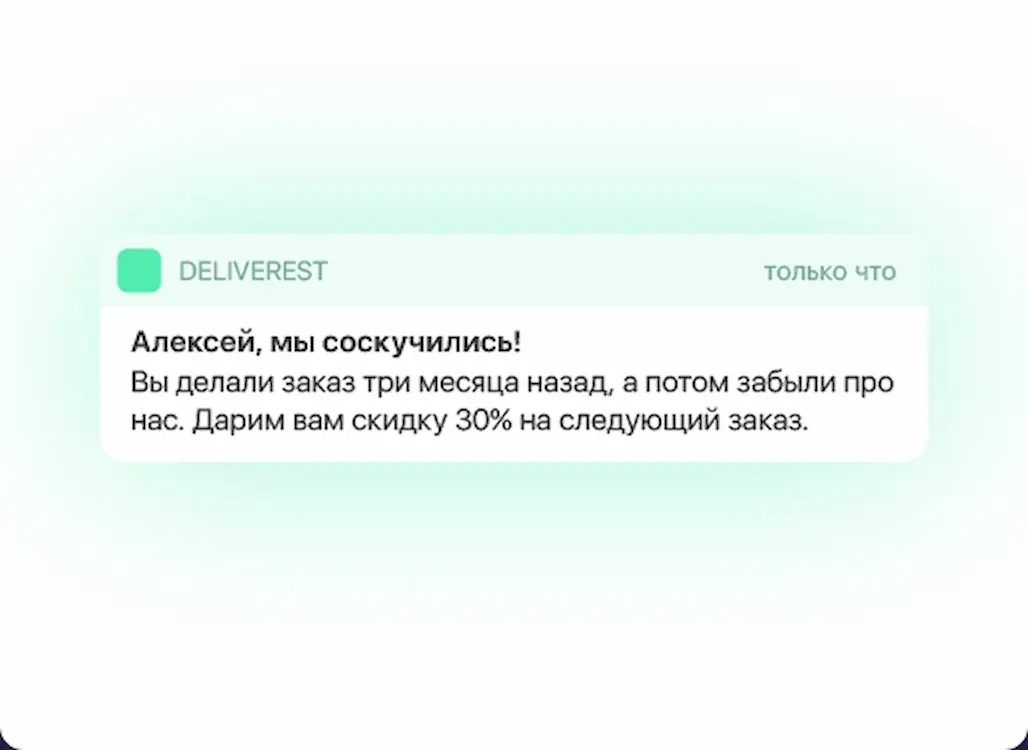 DELIVEREST
только что
Алексей, мы соскучились!
Вы делали заказ три месяца назад, а потом забыли про
нас. Дарим вам скидку 30% на следующий заказ.